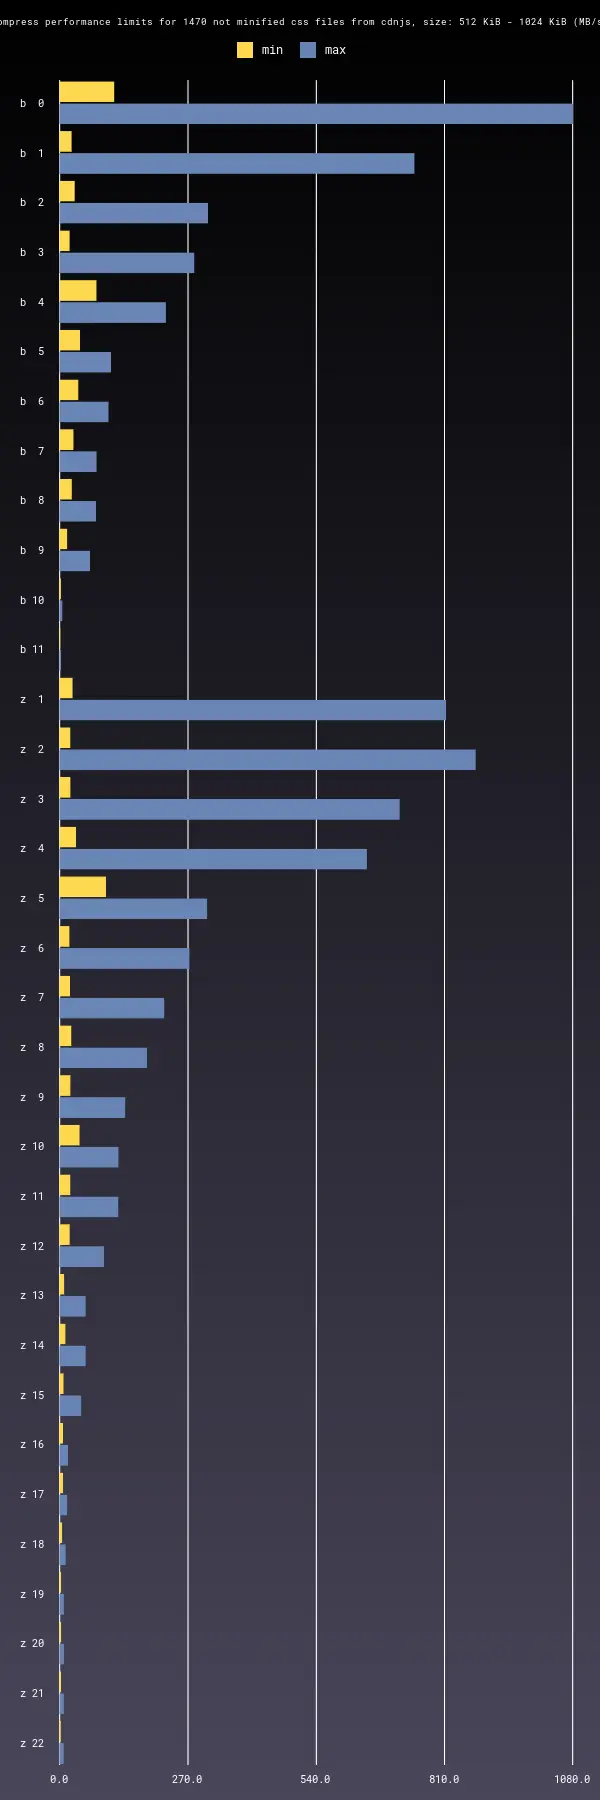 performance limits for 1470 not minified css files from cdnjs, size: 512 KiB - 1024 KiB
min max
b 0
b 1
b 2
b 3
b 4
b 5
b 6
b 7
b 8
b 9
b 10
b 11
z 1
z 2
z 3
z 4
z 5
z 6
z 7
z 8
z 9
z 10
z 11
z 12
z 13
z 14
z 15
z 16
z 17
z 18
z 19
z 20
z 21
z 22
0.0 270.0 540.0 810.0 1080.0